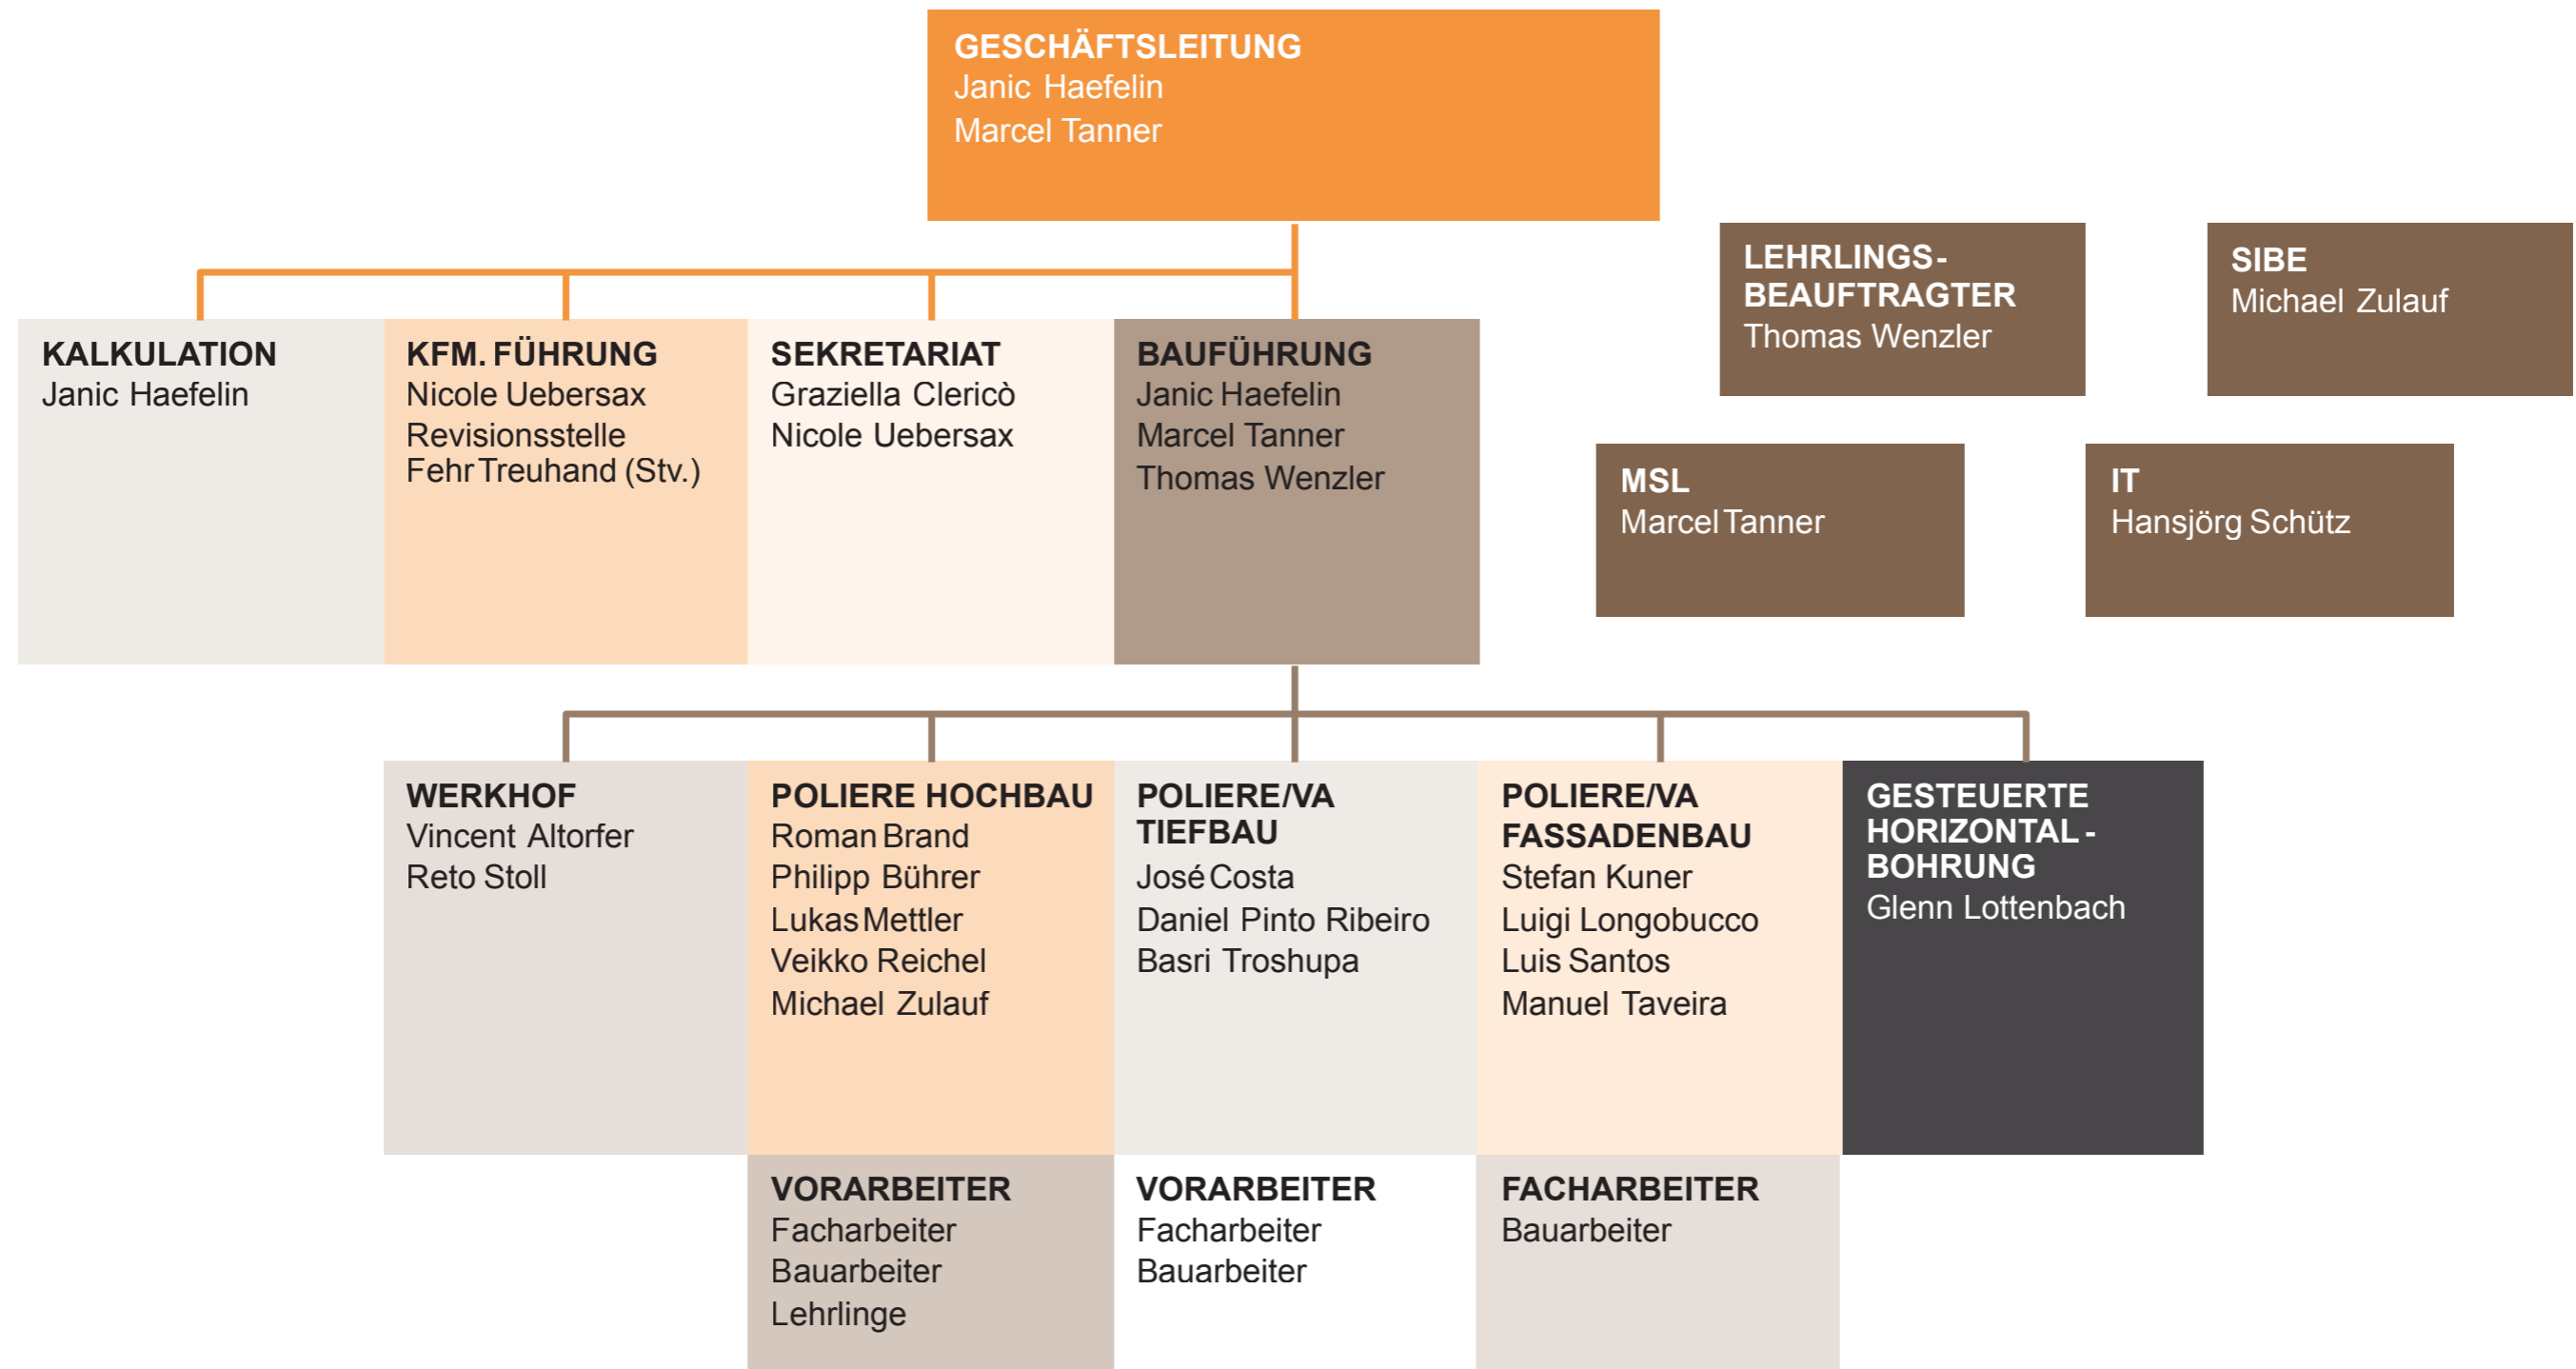 GESCHÄFTSLEITUNG
Janic Haefelin
Marcel Tanner
LEHRLINGS-
BEAUFTRAGTER
Thomas Wenzler
SIBE
Michael Zulauf
KALKULATION
Janic Haefelin
KFM. FÜHRUNG
Nicole Uebersax
Revisionsstelle
Fehr Treuhand (Stv.)
SEKRETARIAT
Graziella Clericò
Nicole Uebersax
BAUFÜHRUNG
Janic Haefelin
Marcel Tanner
Thomas Wenzler
MSL
Marcel Tanner
IT
Hansjörg Schütz
WERKHOF
Vincent Altorfer
Reto Stoll
POLIERE HOCHBAU
Roman Brand
Philipp Bührer
Lukas Mettler
Veikko Reichel
Michael Zulauf
POLIERE/VA
TIEFBAU
José Costa
Daniel Pinto Ribeiro
Basri Troshupa
POLIERE/VA
FASSADENBAU
Stefan Kuner
Luigi Longobucco
Luis Santos
Manuel Taveira
GESTEUERTE
HORIZONTAL-
BOHRUNG
Glenn Lottenbach
VORARBEITER
Facharbeiter
Bauarbeiter
Lehrlinge
VORARBEITER
Facharbeiter
Bauarbeiter
FACHARBEITER
Bauarbeiter